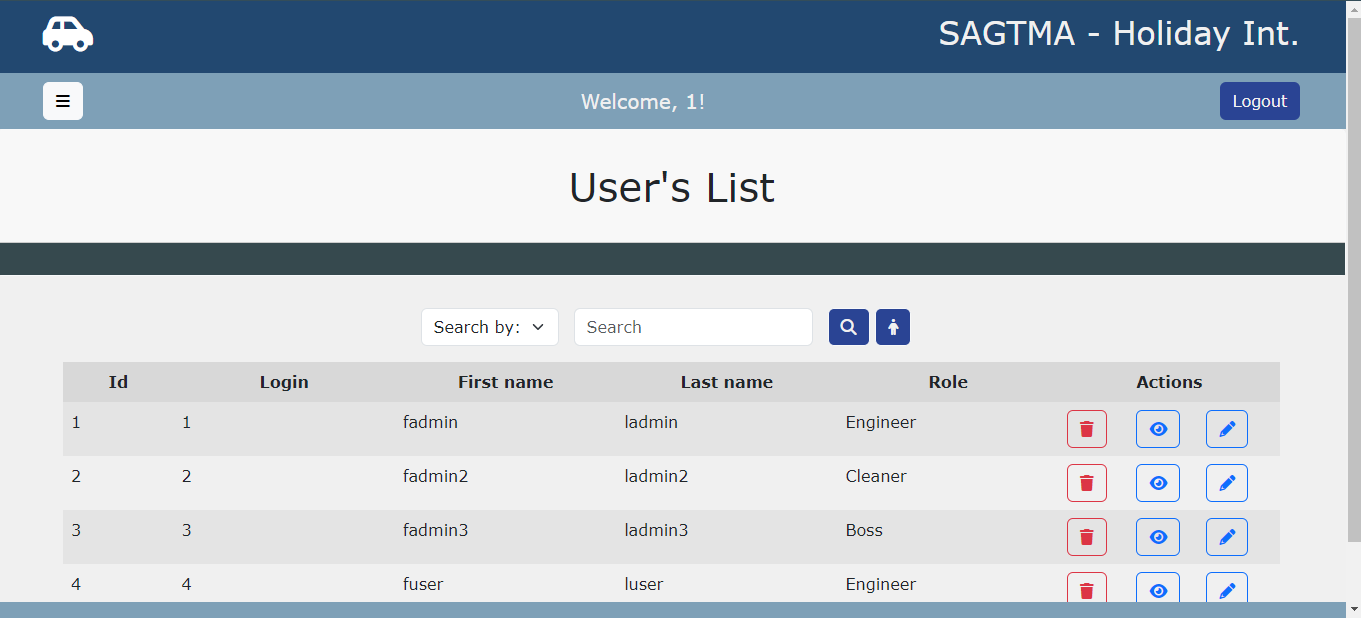 SAGTMA - Holiday Int.
Welcome, 1!
Logout
User's List
Search by:
Search
Id Login First name Last name Role Actions
1 1 fadmin ladmin Engineer
2 2 fadmin2 ladmin2 Cleaner
3 3 fadmin3 ladmin3 Boss
4 4 fuser luser Engineer